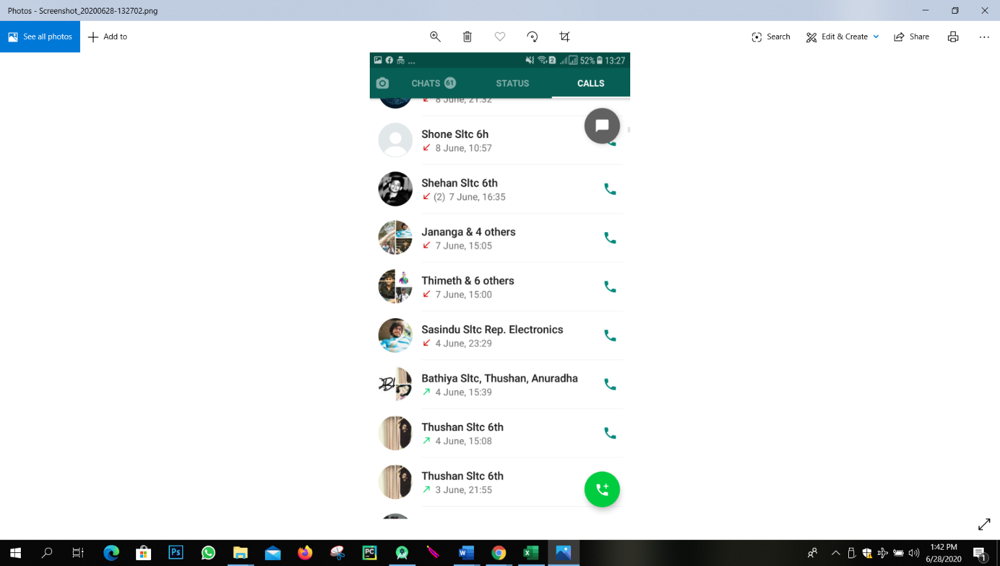 Photos - Screenshot_20200628-132702.png
See all photos
Add to
Search
Edit & Create
Share
... 52% 13:27
CHATS 61 STATUS CALLS
8 June, 21:32
Shone Sltc 6h
8 June, 10:57
Shehan Sltc 6th
(2) 7 June, 16:35
Jananga & 4 others
7 June, 15:05
Thimeth & 6 others
7 June, 15:00
Sasindu Sltc Rep. Electronics
4 June, 23:29
Bathiya Sltc, Thushan, Anuradha
4 June, 15:39
Thushan Sltc 6th
4 June, 15:08
Thushan Sltc 6th
3 June, 21:55
1:42 PM
6/28/2020